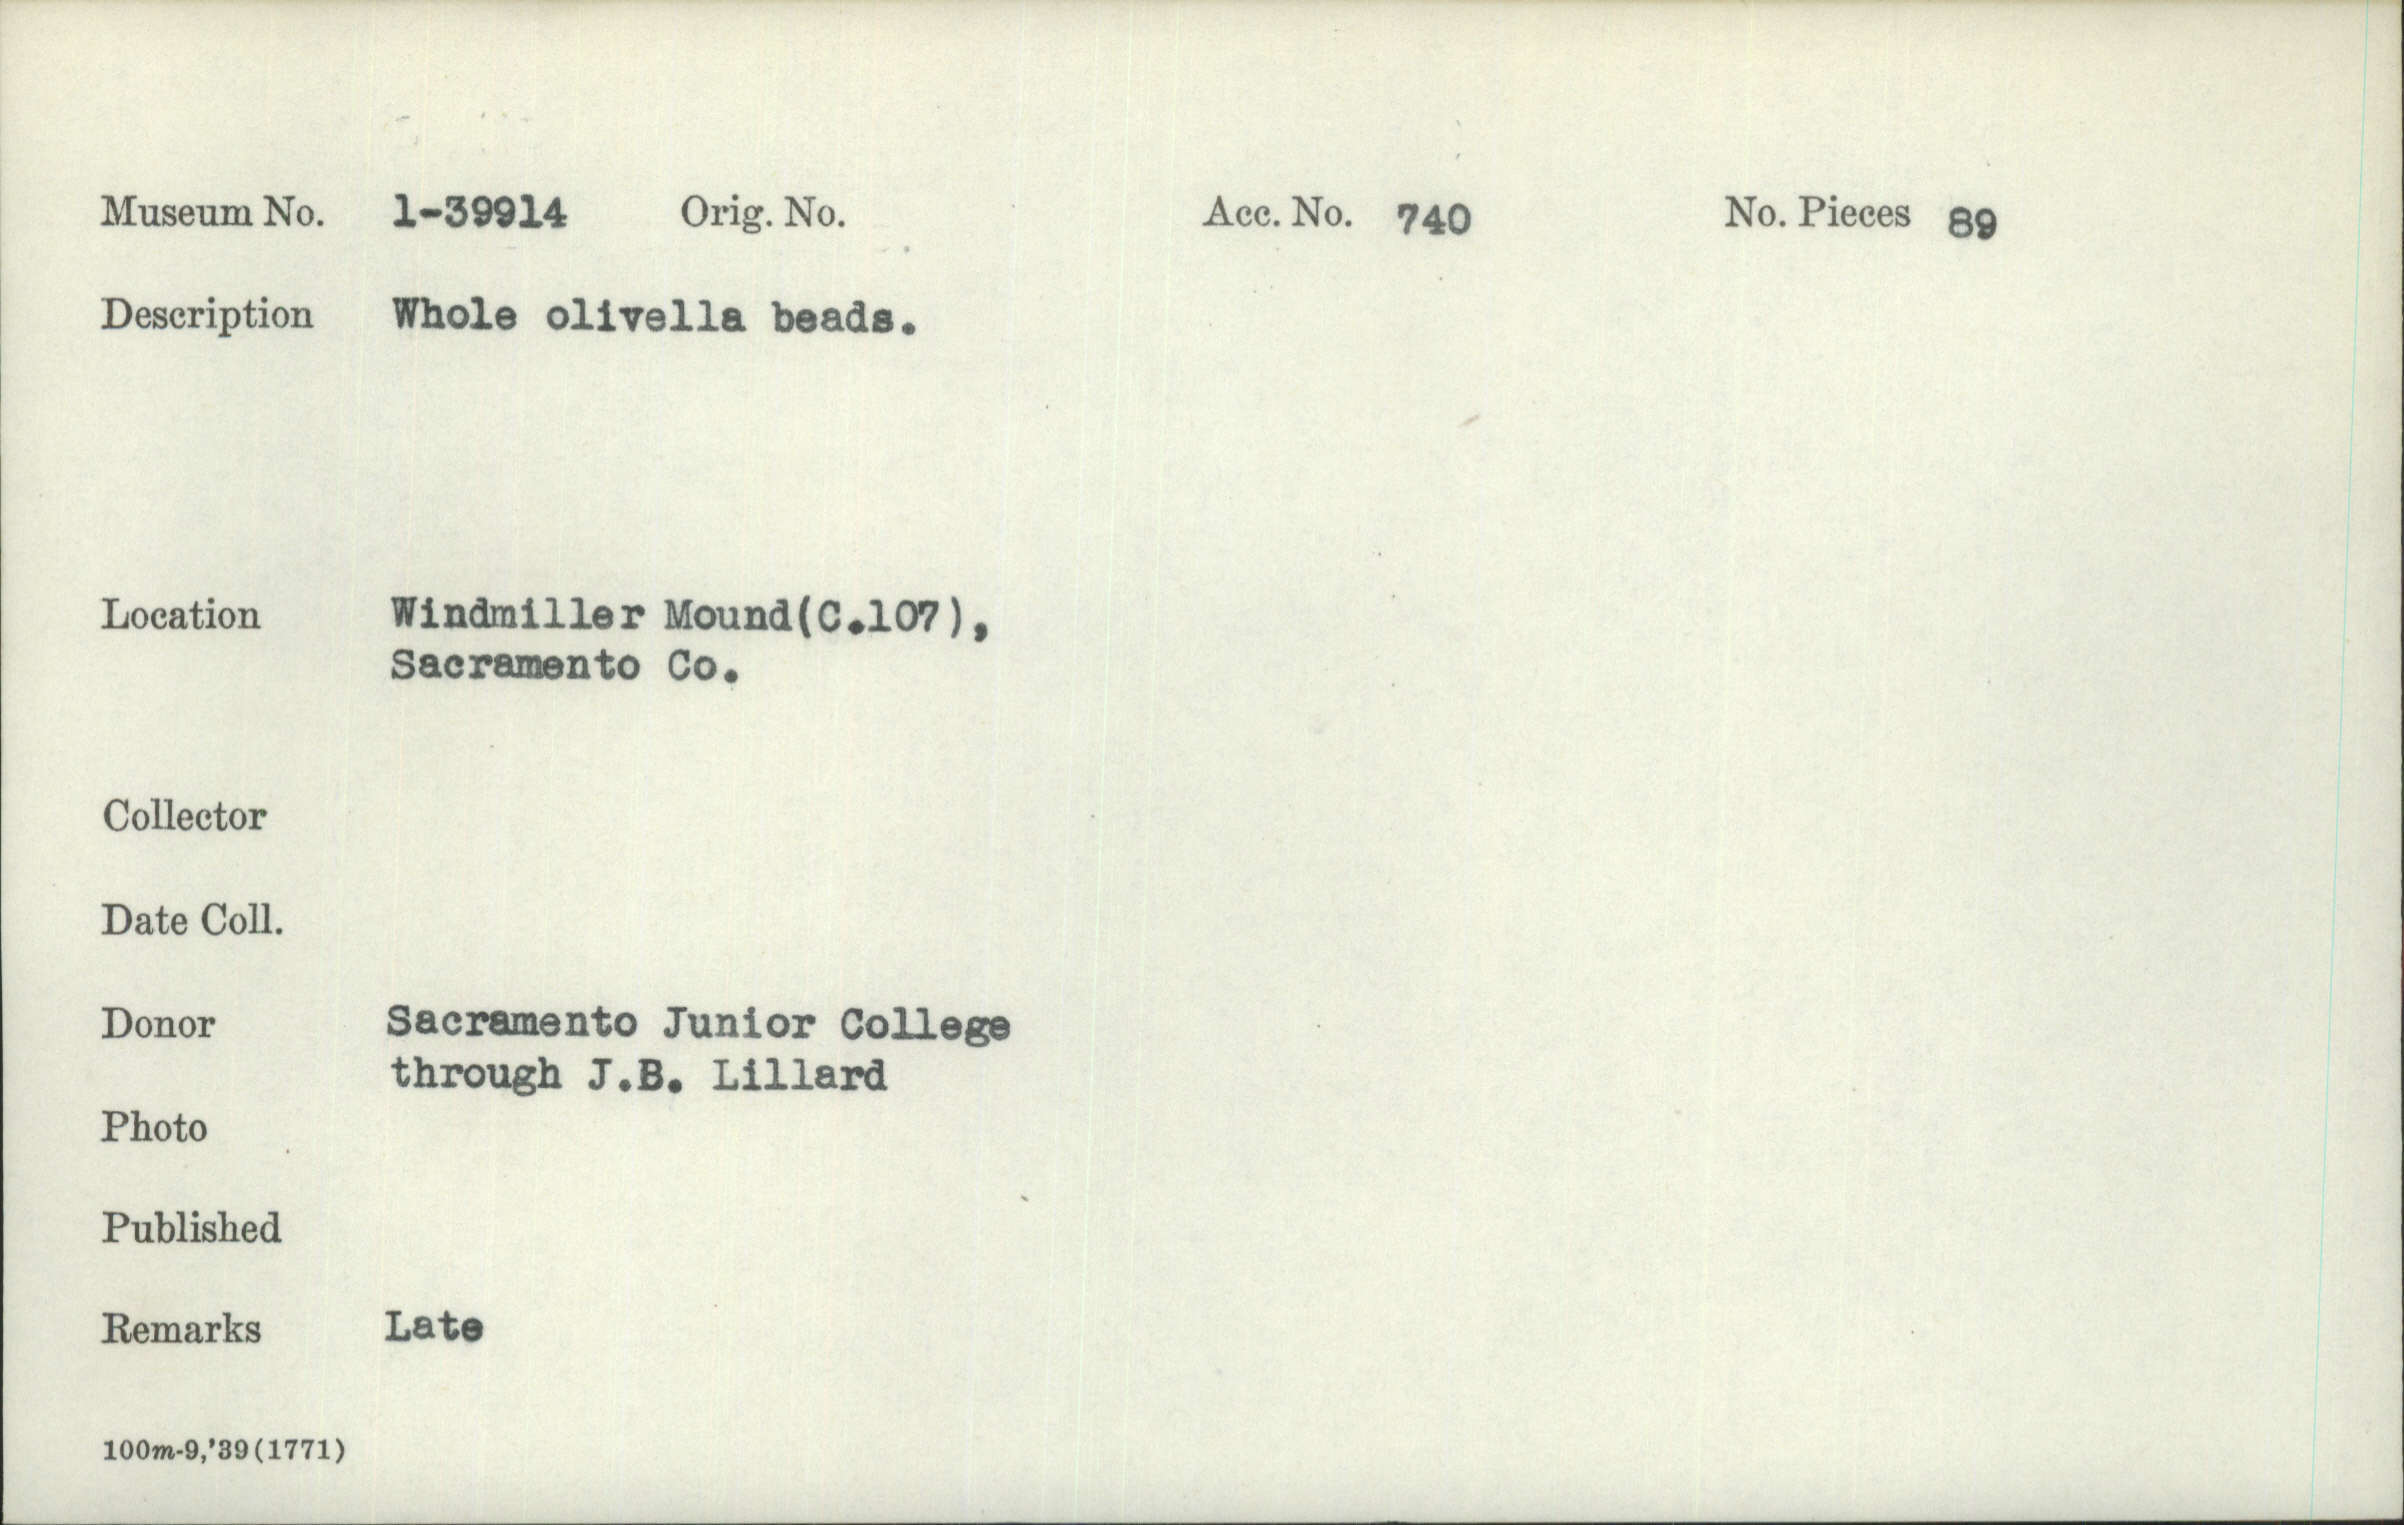 Museum No. 1-39914 Orig. No. Acc. No. 740 No. Pieces 89
Description Whole olivella beads.
Location Windmiller Mound(C.107),
Sacramento Co.
Collector
Date Coll.
Donor Sacramento Junior College
through J.B. Lillard
Photo
Published
Remarks Late
100m-9,'39(1771)